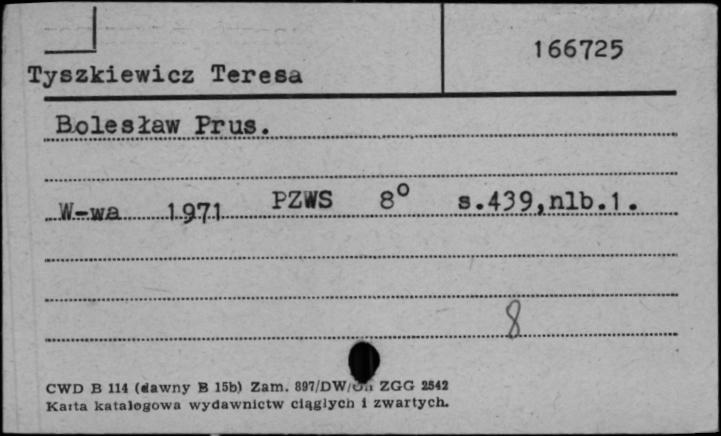 166725
Tyszkiewicz Teresa
Bolesław Prus.
W-wa 1971 PZWS 8° s.439,nlb.1.
8
CWD B 114 (dawny B 15b) Zam. 897/DW/ ZGG 2542
Karta katalogowa wydawnictw ciągłych i zwartych.